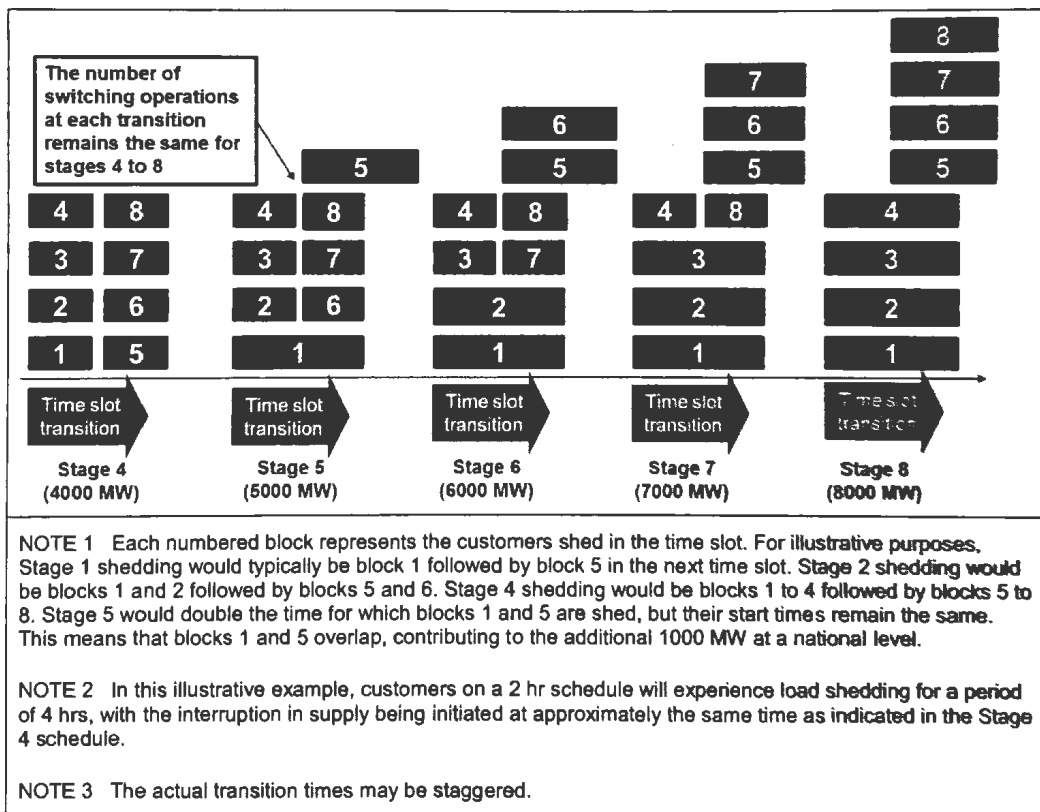 The number of
switching operations
at each transition
remains the same for
stages 4 to 8
8
7 7
6 6 6
5 5 5 5
4 8 4 8 4 8 4 8 4
3 7 3 7 3 7 3 3
2 6 2 6 2 2 2
1 5 1 1 1 1
Time slot transition
Time slot transition
Time slot transition
Time slot transition
Time slot transition
Stage 4
(4000 MW)
Stage 5
(5000 MW)
Stage 6
(6000 MW)
Stage 7
(7000 MW)
Stage 8
(8000 MW)
NOTE 1 Each numbered block represents the customers shed in the time slot. For illustrative purposes,
Stage 1 shedding would typically be block 1 followed by block 5 in the next time slot. Stage 2 shedding would
be blocks 1 and 2 followed by blocks 5 and 6. Stage 4 shedding would be blocks 1 to 4 followed by blocks 5 to
8. Stage 5 would double the time for which blocks 1 and 5 are shed, but their start times remain the same.
This means that blocks 1 and 5 overlap, contributing to the additional 1000 MW at a national level.
NOTE 2 In this illustrative example, customers on a 2 hr schedule will experience load shedding for a period
of 4 hrs, with the interruption in supply being initiated at approximately the same time as indicated in the Stage
4 schedule.
NOTE 3 The actual transition times may be staggered.